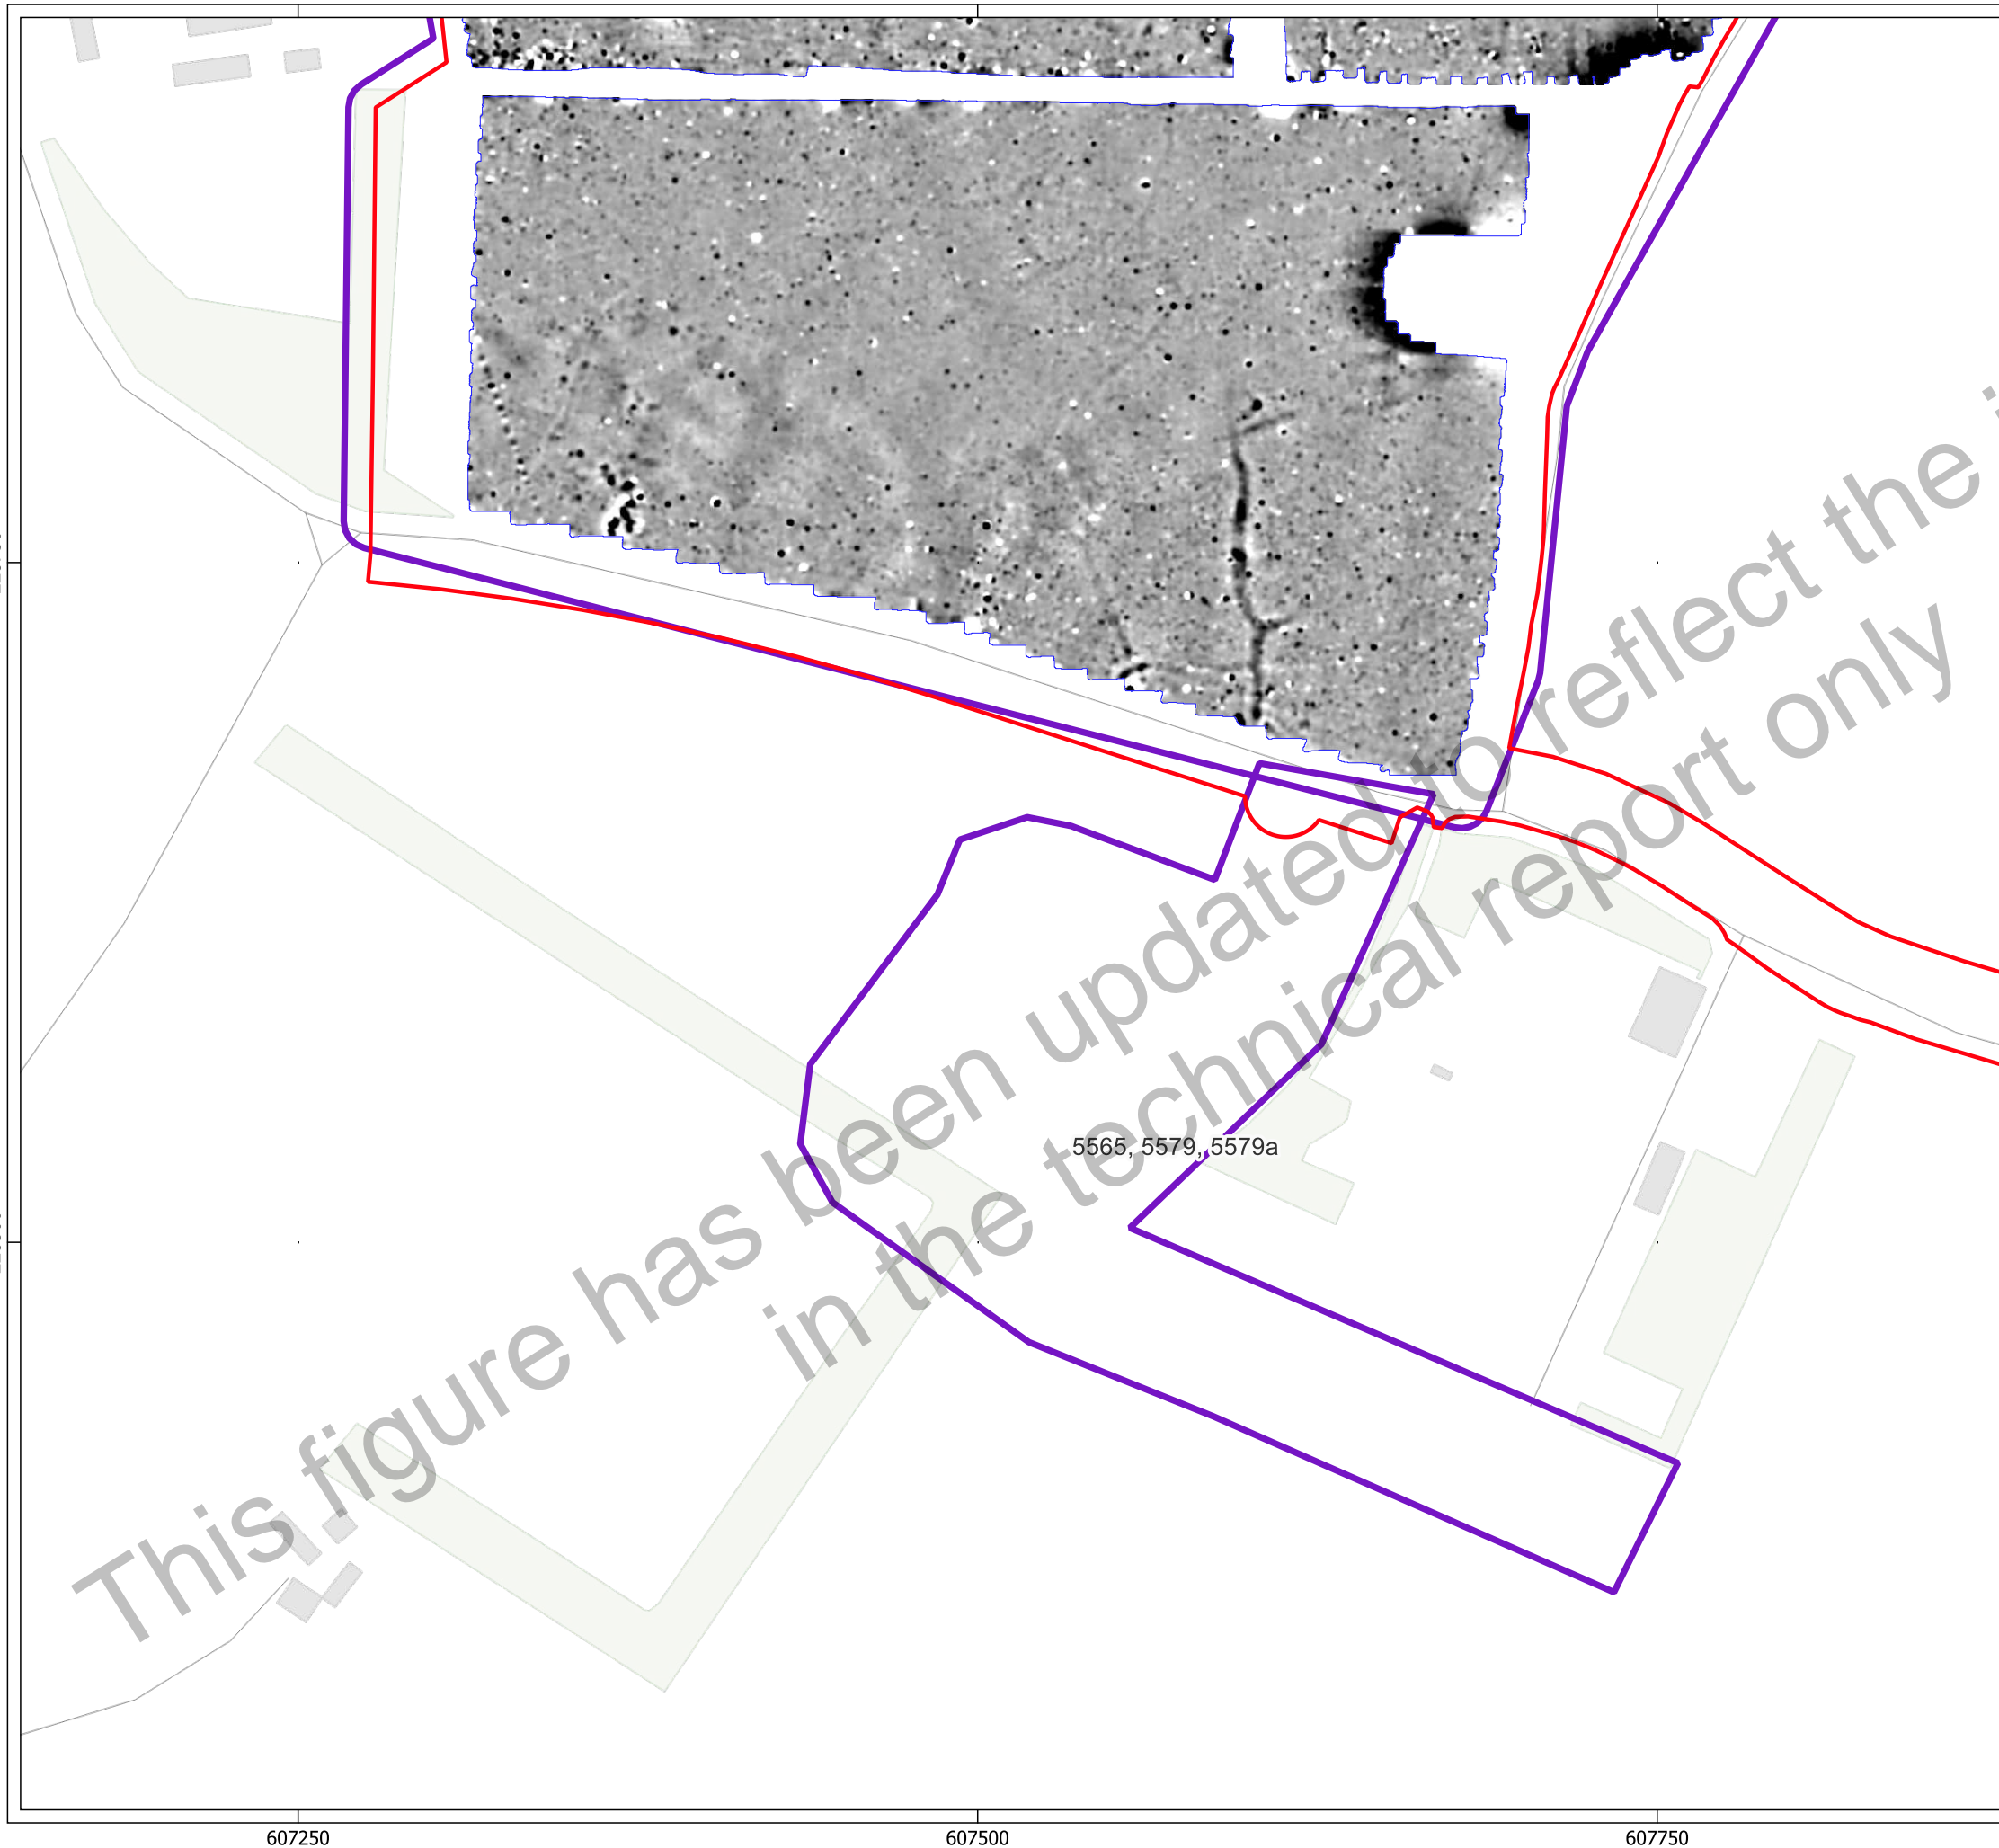 This figure has been updated to reflect the
in the technical report only
5565, 5579, 5579a
607250
607500
607750